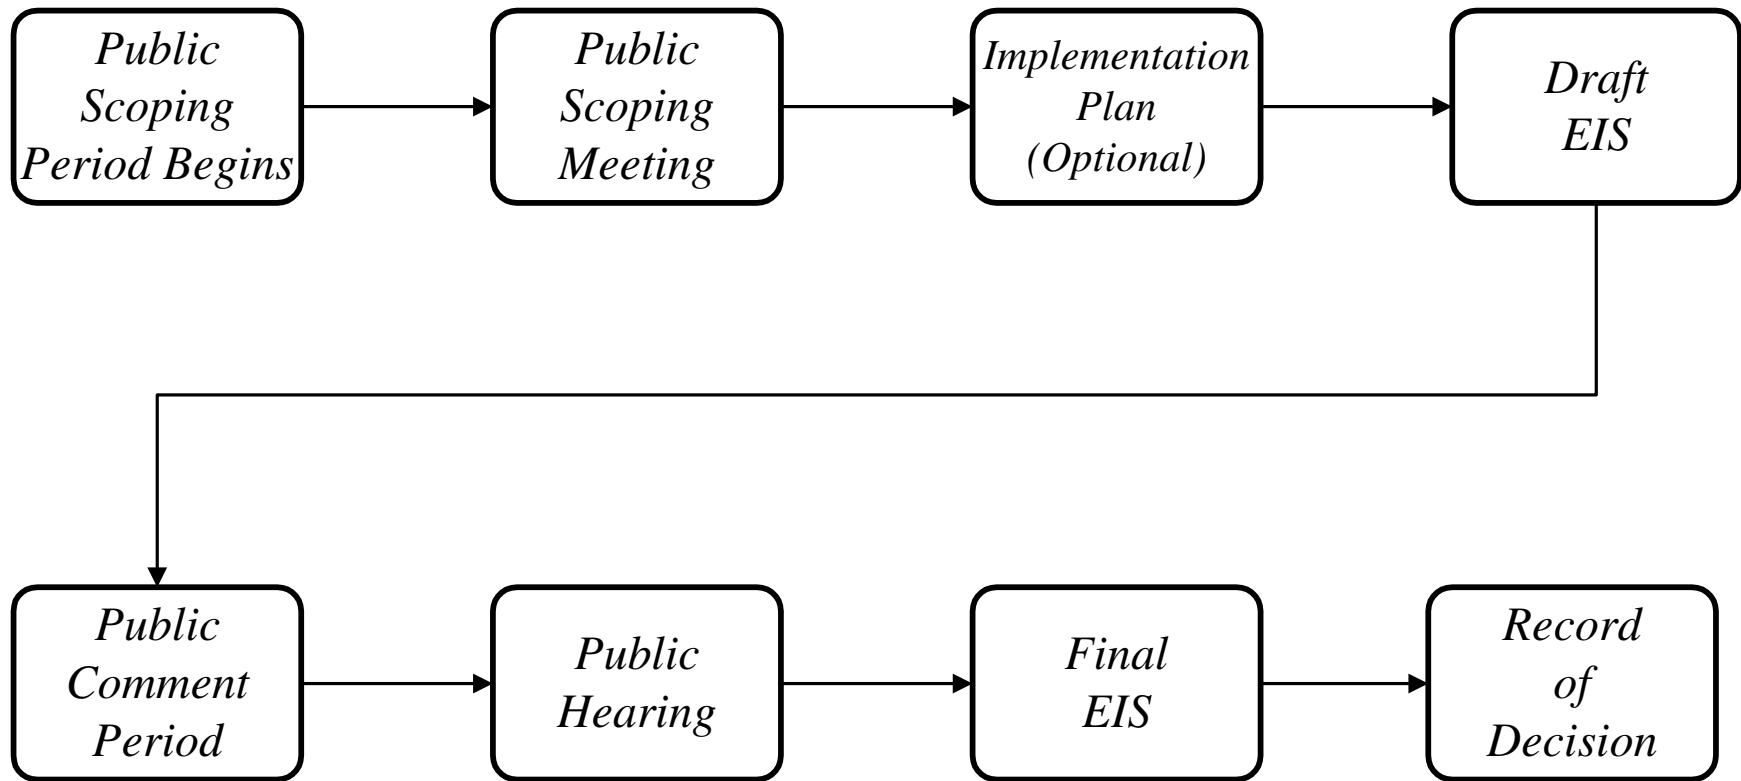 Public
Scoping
Period Begins
Public
Scoping
Meeting
Implementation
Plan
(Optional)
Draft
EIS
Public
Comment
Period
Public
Hearing
Final
EIS
Record
of
Decision